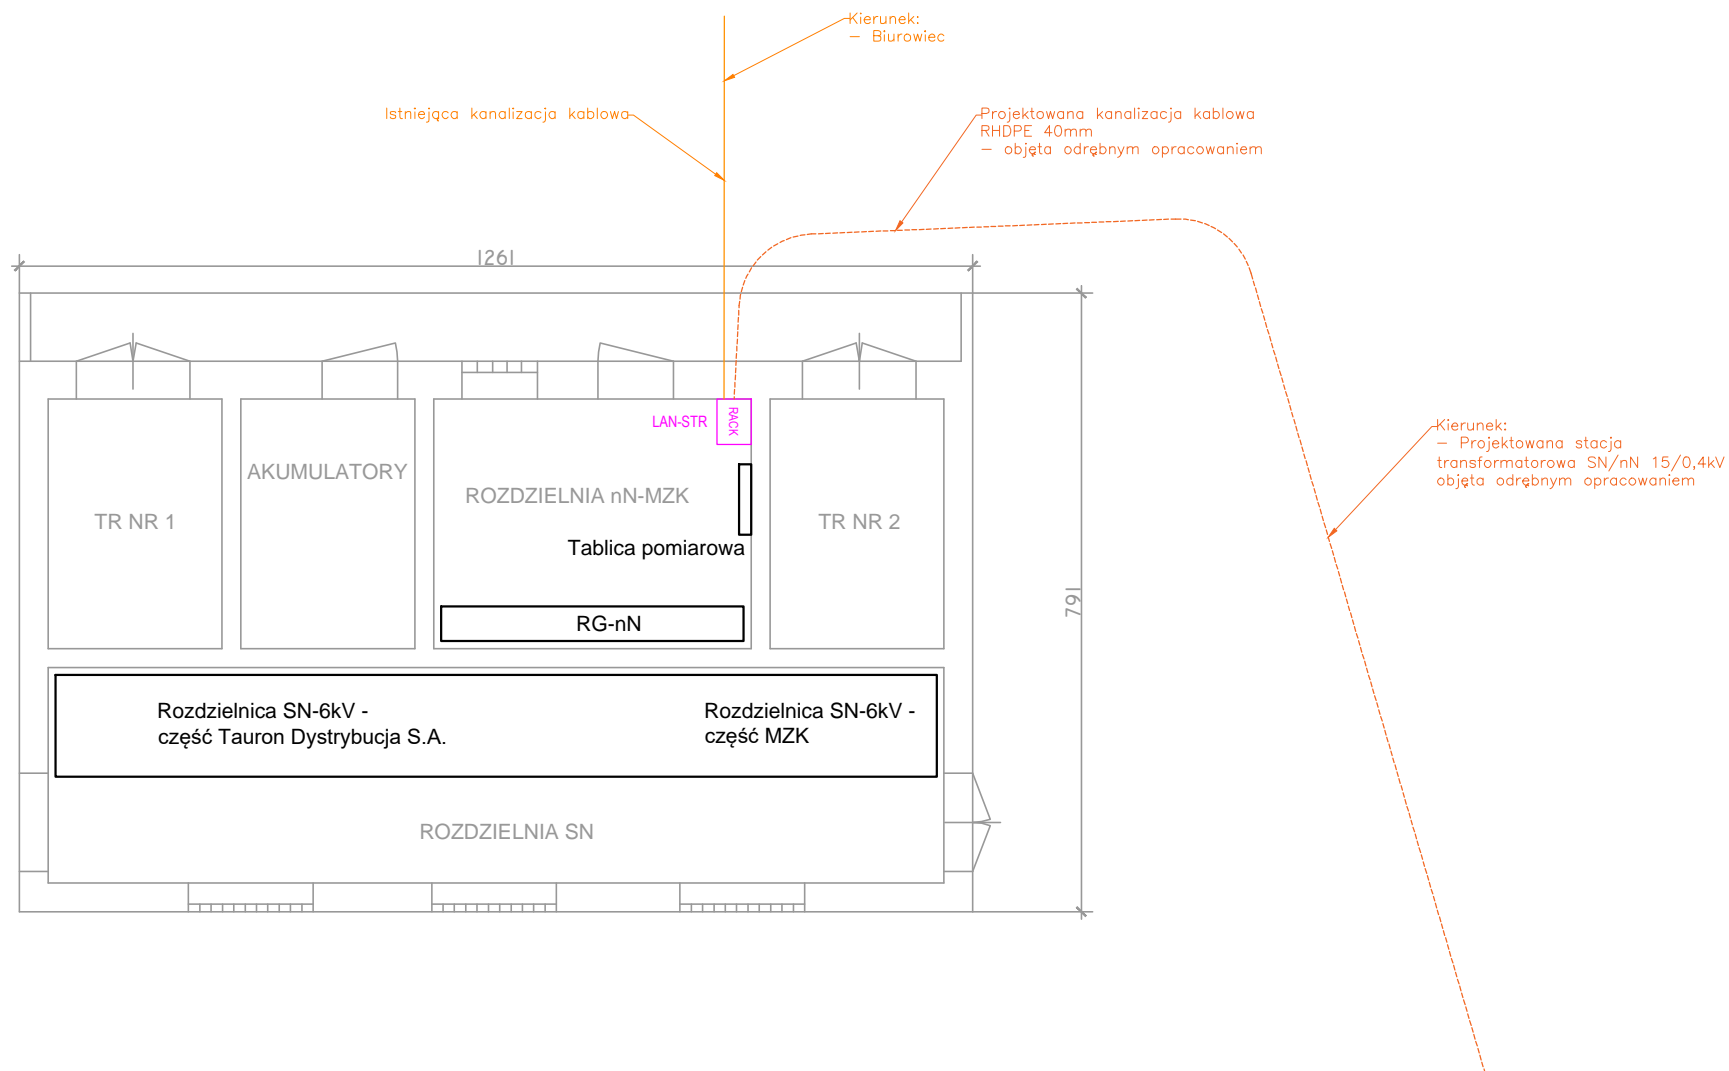 Kierunek:
– Biurowiec
Istniejąca kanalizacja kablowa
Projektowana kanalizacja kablowa
RHDPE 40mm
– objęta odrębnym opracowaniem
1261
LAN-STR
RACK
Kierunek:
– Projektowana stacja
transformatorowa SN/nN 15/0,4kV
objęta odrębnym opracowaniem
AKUMULATORY
ROZDZIELNIA nN-MZK
TR NR 1
TR NR 2
Tablica pomiarowa
791
RG-nN
Rozdzielnica SN-6kV -
część Tauron Dystrybucja S.A.
Rozdzielnica SN-6kV -
część MZK
ROZDZIELNIA SN